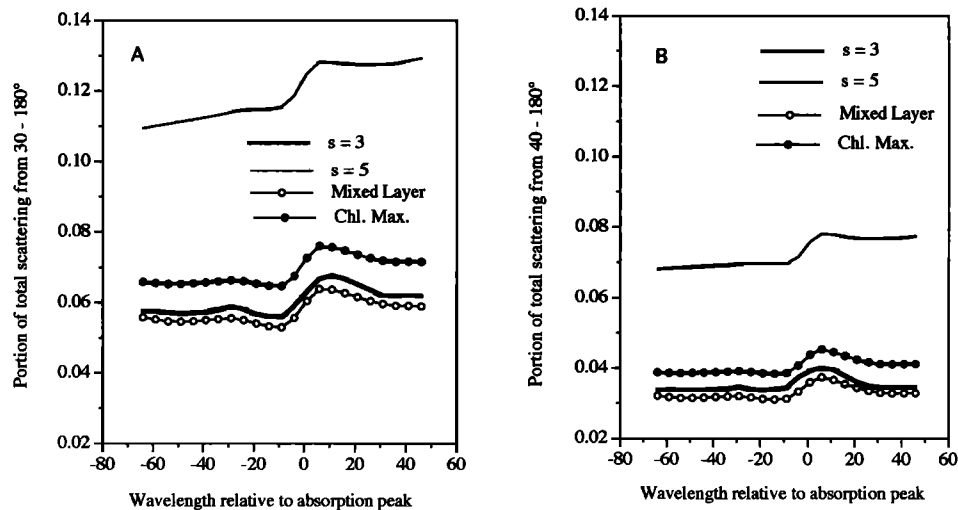 A
Portion of total scattering from 30 - 180°
0.14
0.12
0.10
0.08
0.06
0.04
0.02
s = 3
s = 5
Mixed Layer
Chl. Max.
-80 -60 -40 -20 0 20 40 60
Wavelength relative to absorption peak
B
Portion of total scattering from 40 - 180°
0.14
0.12
0.10
0.08
0.06
0.04
0.02
s = 3
s = 5
Mixed Layer
Chl. Max.
-80 -60 -40 -20 0 20 40 60
Wavelength relative to absorption peak